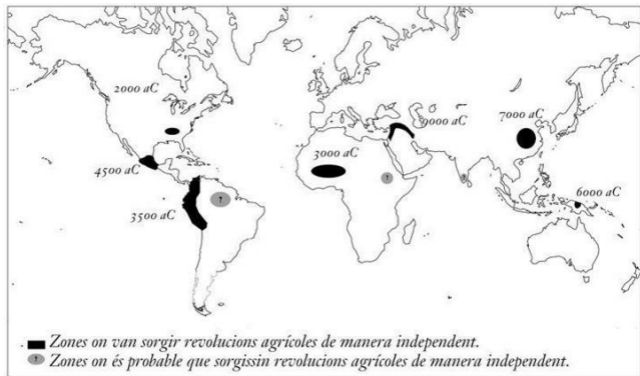 2000 aC
9000 aC
7000 aC
3000 aC
4500 aC
?
?
6000 aC
?
3500 aC
Zones on van sorgir revolucions agrícoles de manera independent.
? Zones on és probable que sorgissin revolucions agrícoles de manera independent.